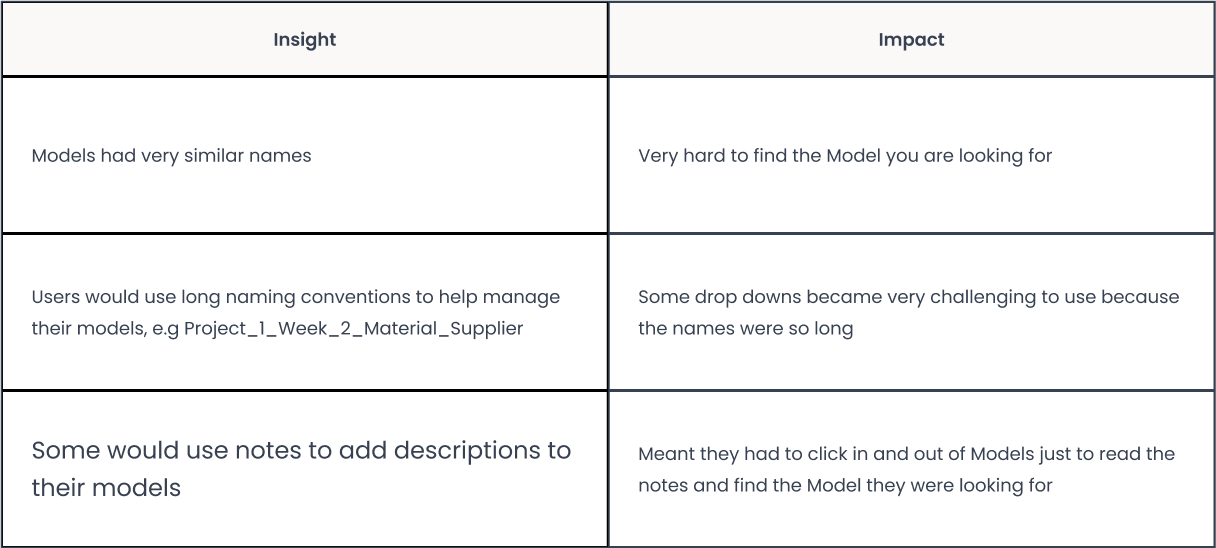 Insight
Impact
Models had very similar names
Very hard to find the Model you are looking for
Users would use long naming conventions to help manage
their models, e.g Project_1_Week_2_Material_Supplier
Some drop downs became very challenging to use because
the names were so long
Some would use notes to add descriptions to
their models
Meant they had to click in and out of Models just to read the
notes and find the Model they were looking for